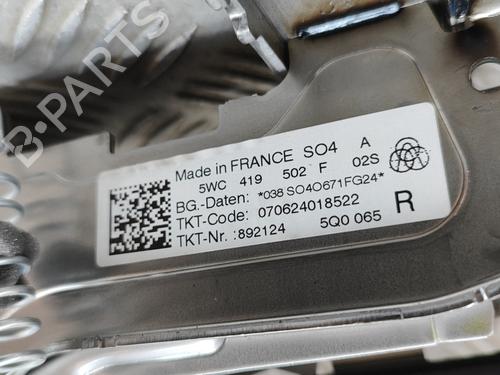 B-PARTS
Made in FRANCE SO4 A
5WC 419 502 F 02S
BG.-Daten: *038 SO4O671FG24*
TKT-Code: 070624018522
TKT-Nr. :892124 5Q0 065 R